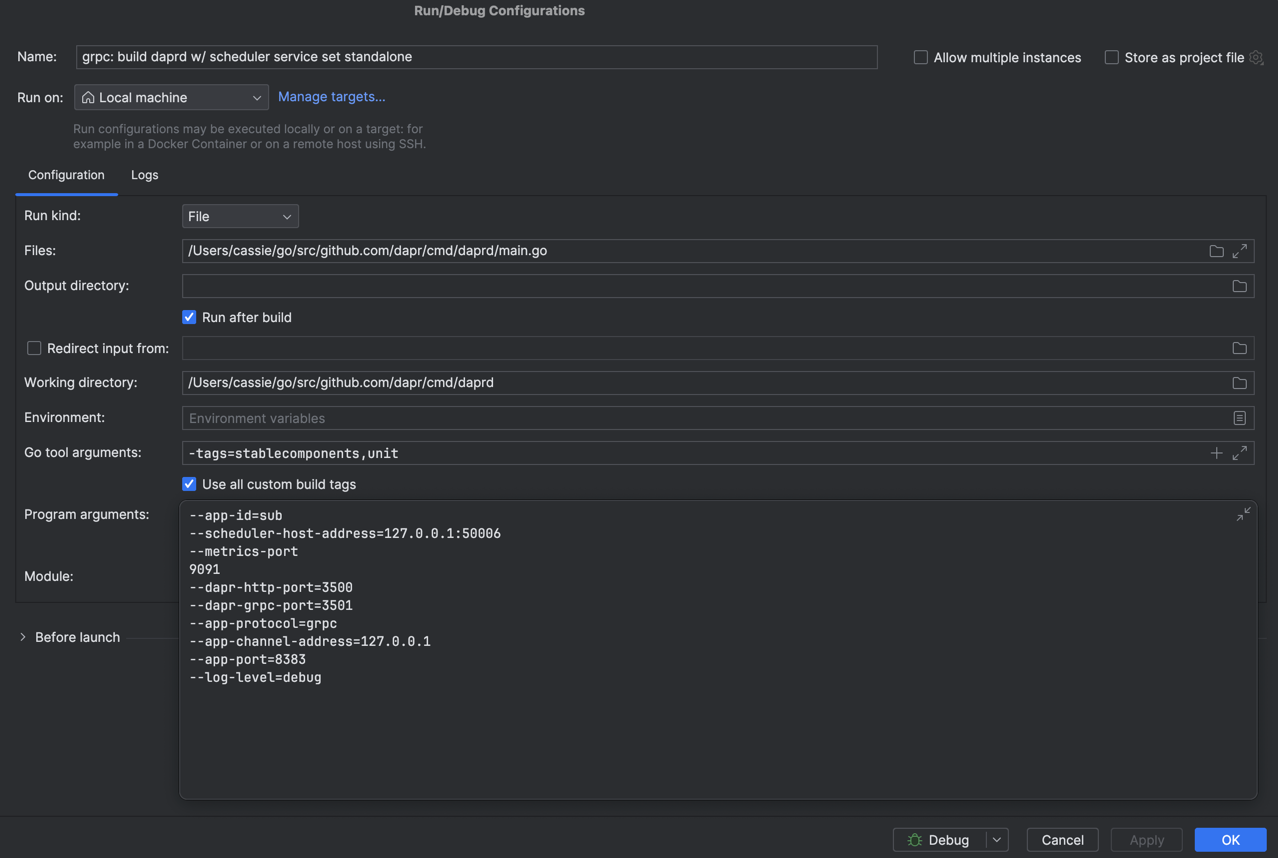 Run/Debug Configurations
Name: grpc: build daprd w/ scheduler service set standalone Allow multiple instances Store as project file
Run on: Local machine Manage targets...
Run configurations may be executed locally or on a target: for
example in a Docker Container or on a remote host using SSH.
Configuration Logs
Run kind: File
Files: /Users/cassie/go/src/github.com/dapr/cmd/daprd/main.go
Output directory:
Run after build
Redirect input from:
Working directory: /Users/cassie/go/src/github.com/dapr/cmd/daprd
Environment: Environment variables
Go tool arguments: -tags=stablecomponents,unit
Use all custom build tags
Program arguments: --app-id=sub
--scheduler-host-address=127.0.0.1:50006
--metrics-port
9091
Module:
--dapr-http-port=3500
--dapr-grpc-port=3501
--app-protocol=grpc
Before launch
--app-channel-address=127.0.0.1
--app-port=8383
--log-level=debug
Debug Cancel Apply OK